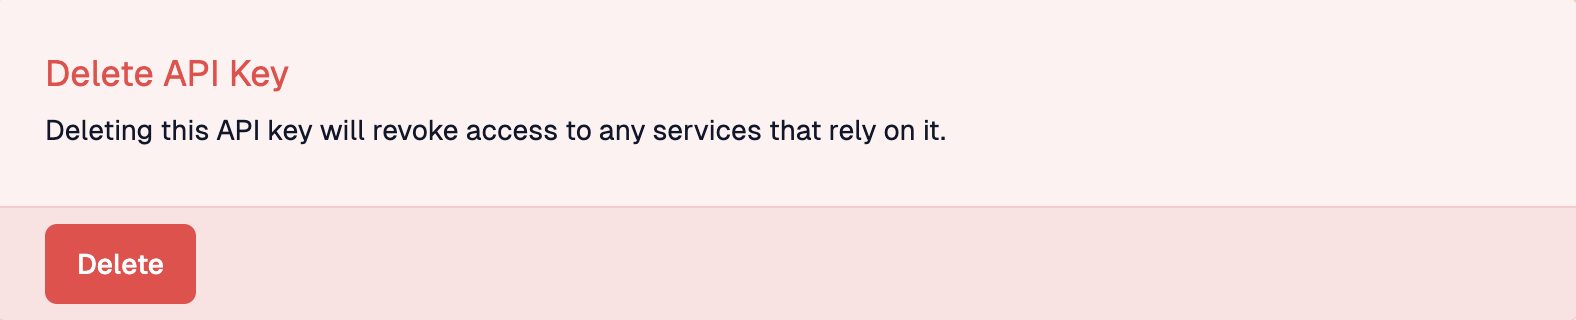 Delete API Key
Deleting this API key will revoke access to any services that rely on it.
Delete